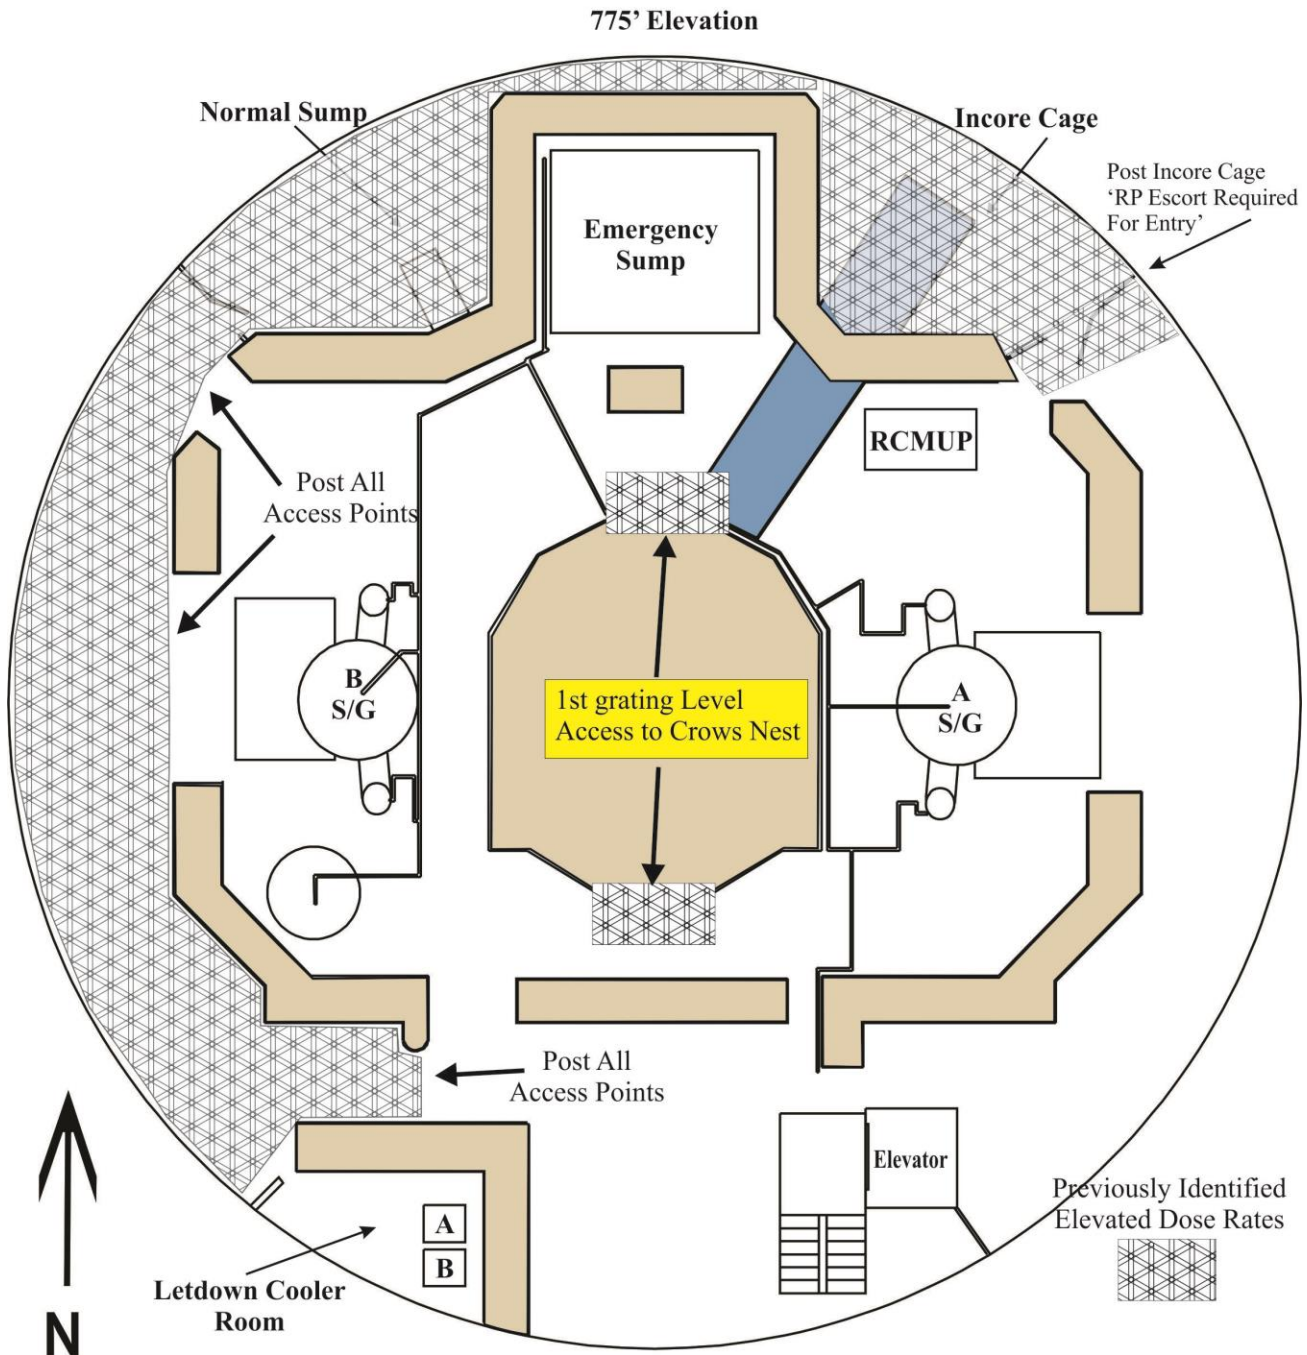 775’ Elevation
Normal Sump
Incore Cage
Post Incore Cage
‘RP Escort Required
For Entry’
Emergency
Sump
RCMUP
Post All
Access Points
B
S/G
1st grating Level
Access to Crows Nest
A
S/G
Post All
Access Points
Elevator
Previously Identified
Elevated Dose Rates
A
B
Letdown Cooler
Room
N